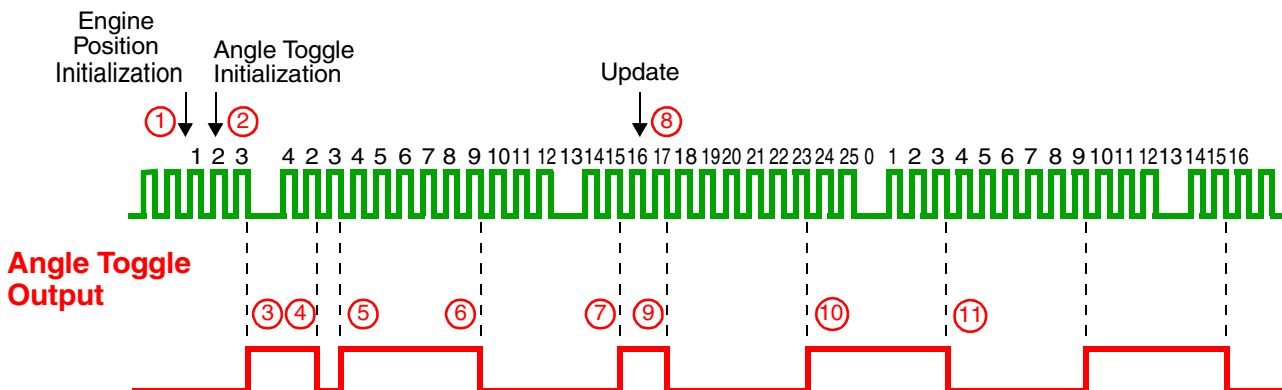 Engine
Position
Initialization
Angle Toggle
Initialization
Update
1
2
8
1 2 3 4 2 3 4 5 6 7 8 9 10 11 12 13 14 15 16 17 18 19 20 21 22 23 24 25 0 1 2 3 4 5 6 7 8 9 10 11 12 13 14 15 16
Angle Toggle
Output
3 4 5 6 7 9 10 11